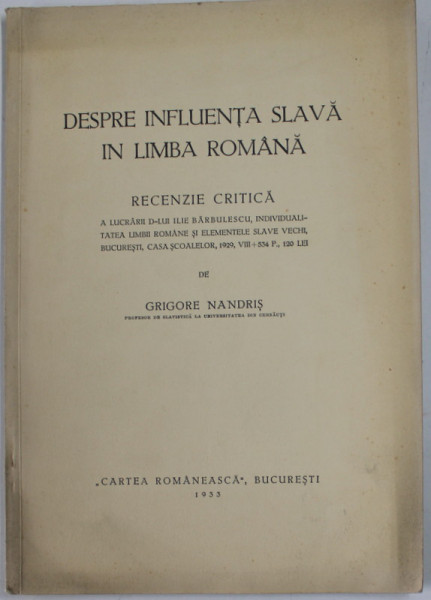 DESPRE INFLUENȚA SLAVĂ
IN LIMBA ROMÂNĂ
RECENZIE CRITICĂ
A LUCRĂRII D-LUI ILIE BĂRBULESCU, INDIVIDUALI-
TATEA LIMBII ROMÂNE ȘI ELEMENTELE SLAVE VECHI,
BUCUREȘTI, CASA ȘCOALELOR, 1929, VIII + 534 P., 120 LEI
DE
GRIGORE NANDRIȘ
PROFESOR DE SLAVISTICĂ LA UNIVERSITATEA DIN CERNĂUȚI
„CARTEA ROMÂNEASCĂ“, BUCUREȘTI
1933